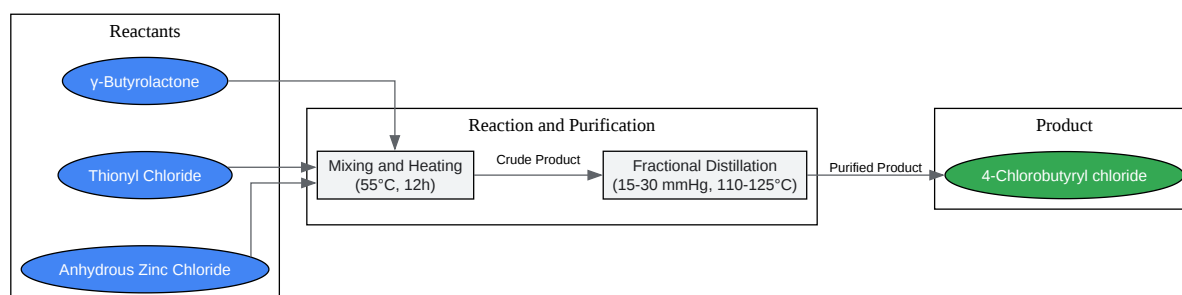 Reactants
γ-Butyrolactone
Thionyl Chloride
Anhydrous Zinc Chloride
Reaction and Purification
Mixing and Heating
(55°C, 12h)
Crude Product
Fractional Distillation
(15-30 mmHg, 110-125°C)
Purified Product
Product
4-Chlorobutyryl chloride